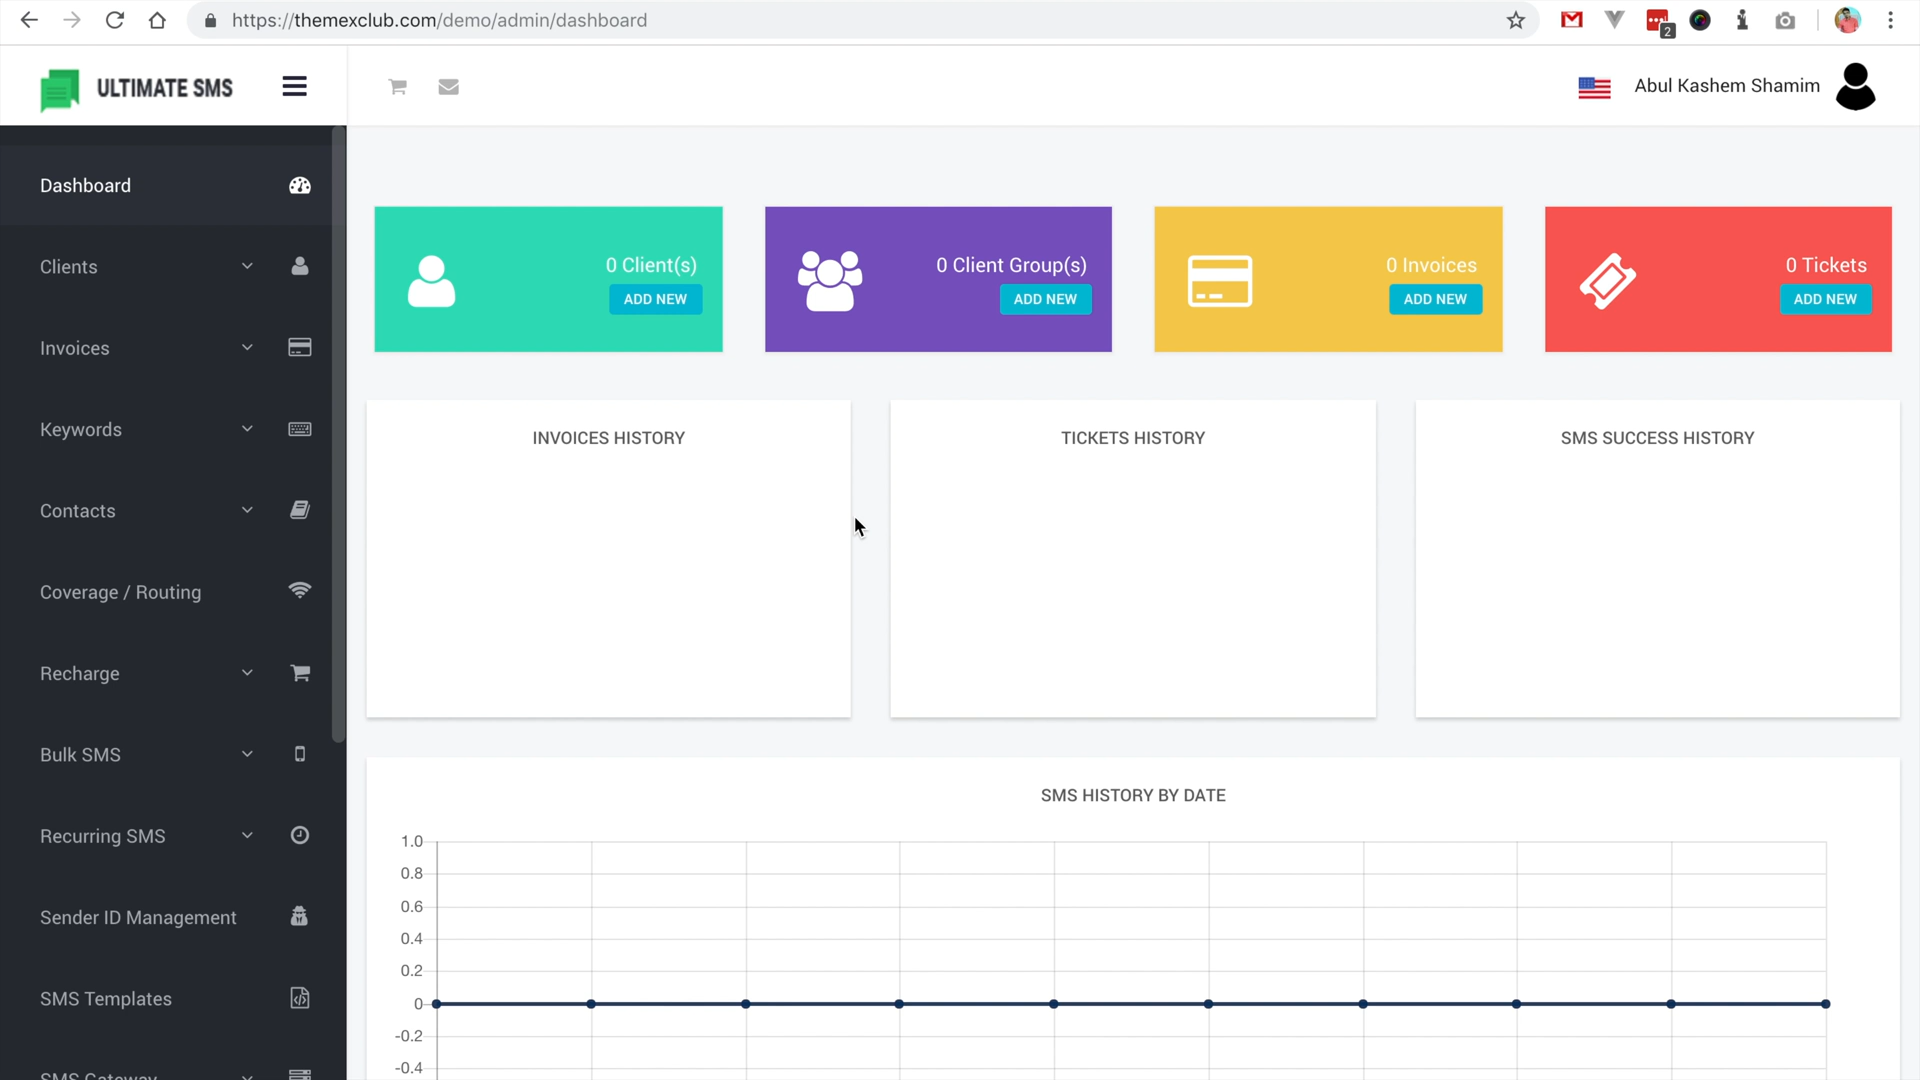 https://themexclub.com/demo/admin/dashboard
2
ULTIMATE SMS
Abul Kashem Shamim
Dashboard
Clients
Invoices
Keywords
Contacts
Coverage / Routing
Recharge
Bulk SMS
Recurring SMS
Sender ID Management
SMS Templates
SMS Gateway
0 Client(s)
ADD NEW
0 Client Group(s)
ADD NEW
0 Invoices
ADD NEW
0 Tickets
ADD NEW
INVOICES HISTORY
TICKETS HISTORY
SMS SUCCESS HISTORY
SMS HISTORY BY DATE
1.0
0.8
0.6
0.4
0.2
0
-0.2
-0.4